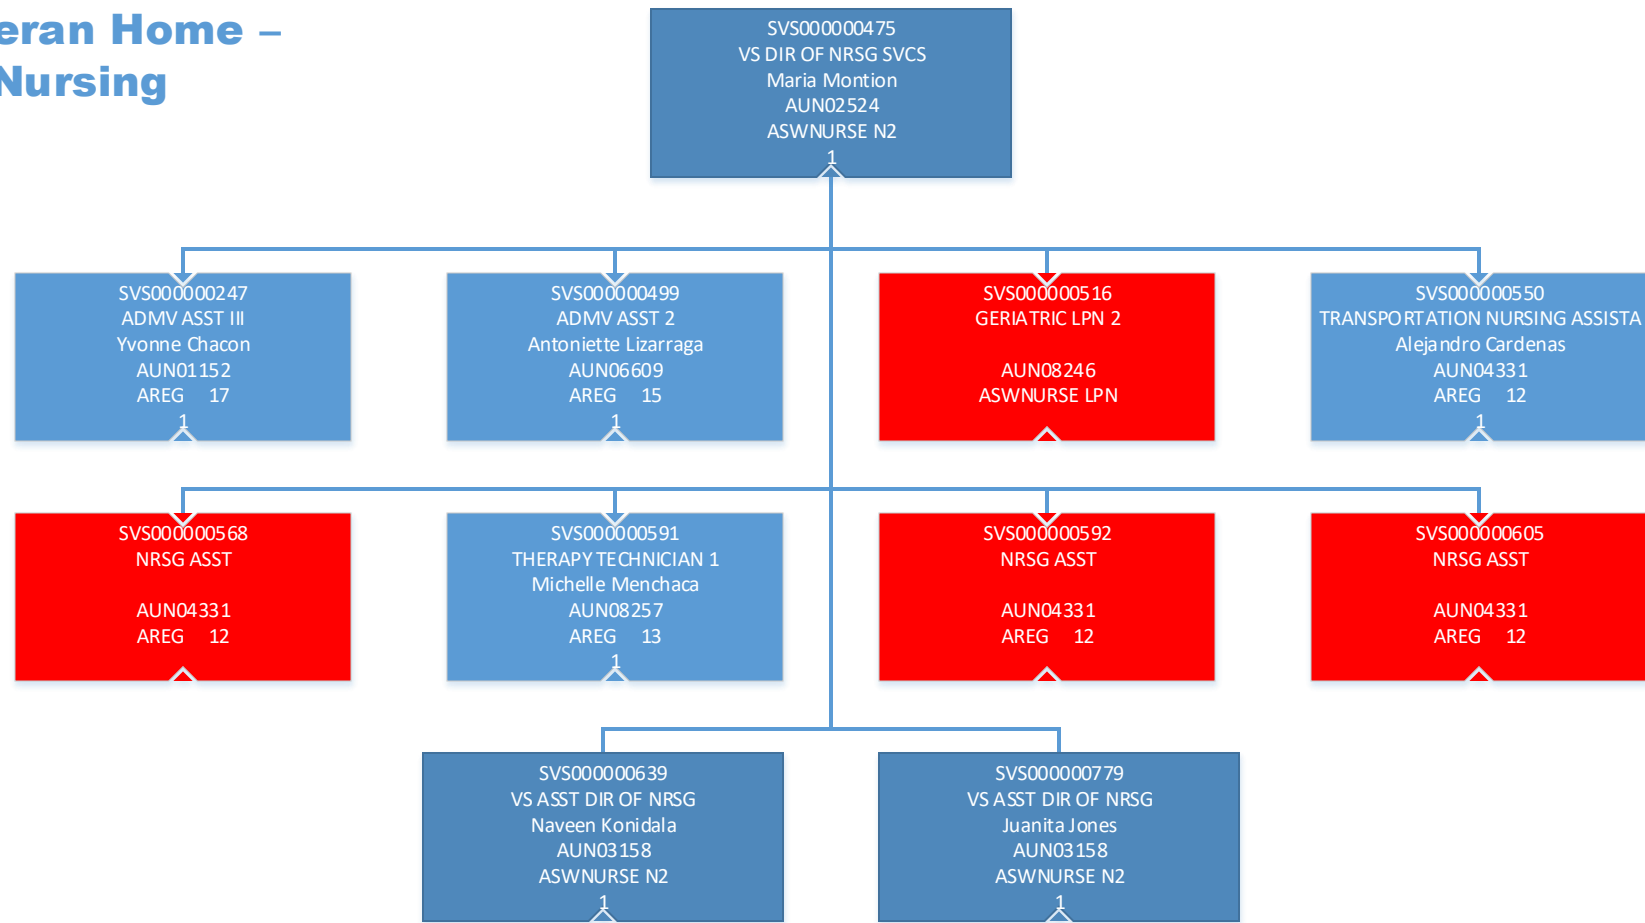 eran Home –
Nursing
SVS000000475
VS DIR OF NRSG SVCS
Maria Montion
AUN02524
ASWNURSE N2
1
SVS000000247
ADMV ASST III
Yvonne Chacon
AUN01152
AREG 17
1
SVS000000499
ADMV ASST 2
Antoniette Lizarraga
AUN06609
AREG 15
1
SVS000000516
GERIATRIC LPN 2
AUN08246
ASWNURSE LPN
SVS000000550
TRANSPORTATION NURSING ASSISTA
Alejandro Cardenas
AUN04331
AREG 12
1
SVS000000568
NRSG ASST
AUN04331
AREG 12
SVS000000591
THERAPY TECHNICIAN 1
Michelle Menchaca
AUN08257
AREG 13
1
SVS000000592
NRSG ASST
AUN04331
AREG 12
SVS000000605
NRSG ASST
AUN04331
AREG 12
SVS000000639
VS ASST DIR OF NRSG
Naveen Konidala
AUN03158
ASWNURSE N2
1
SVS000000779
VS ASST DIR OF NRSG
Juanita Jones
AUN03158
ASWNURSE N2
1